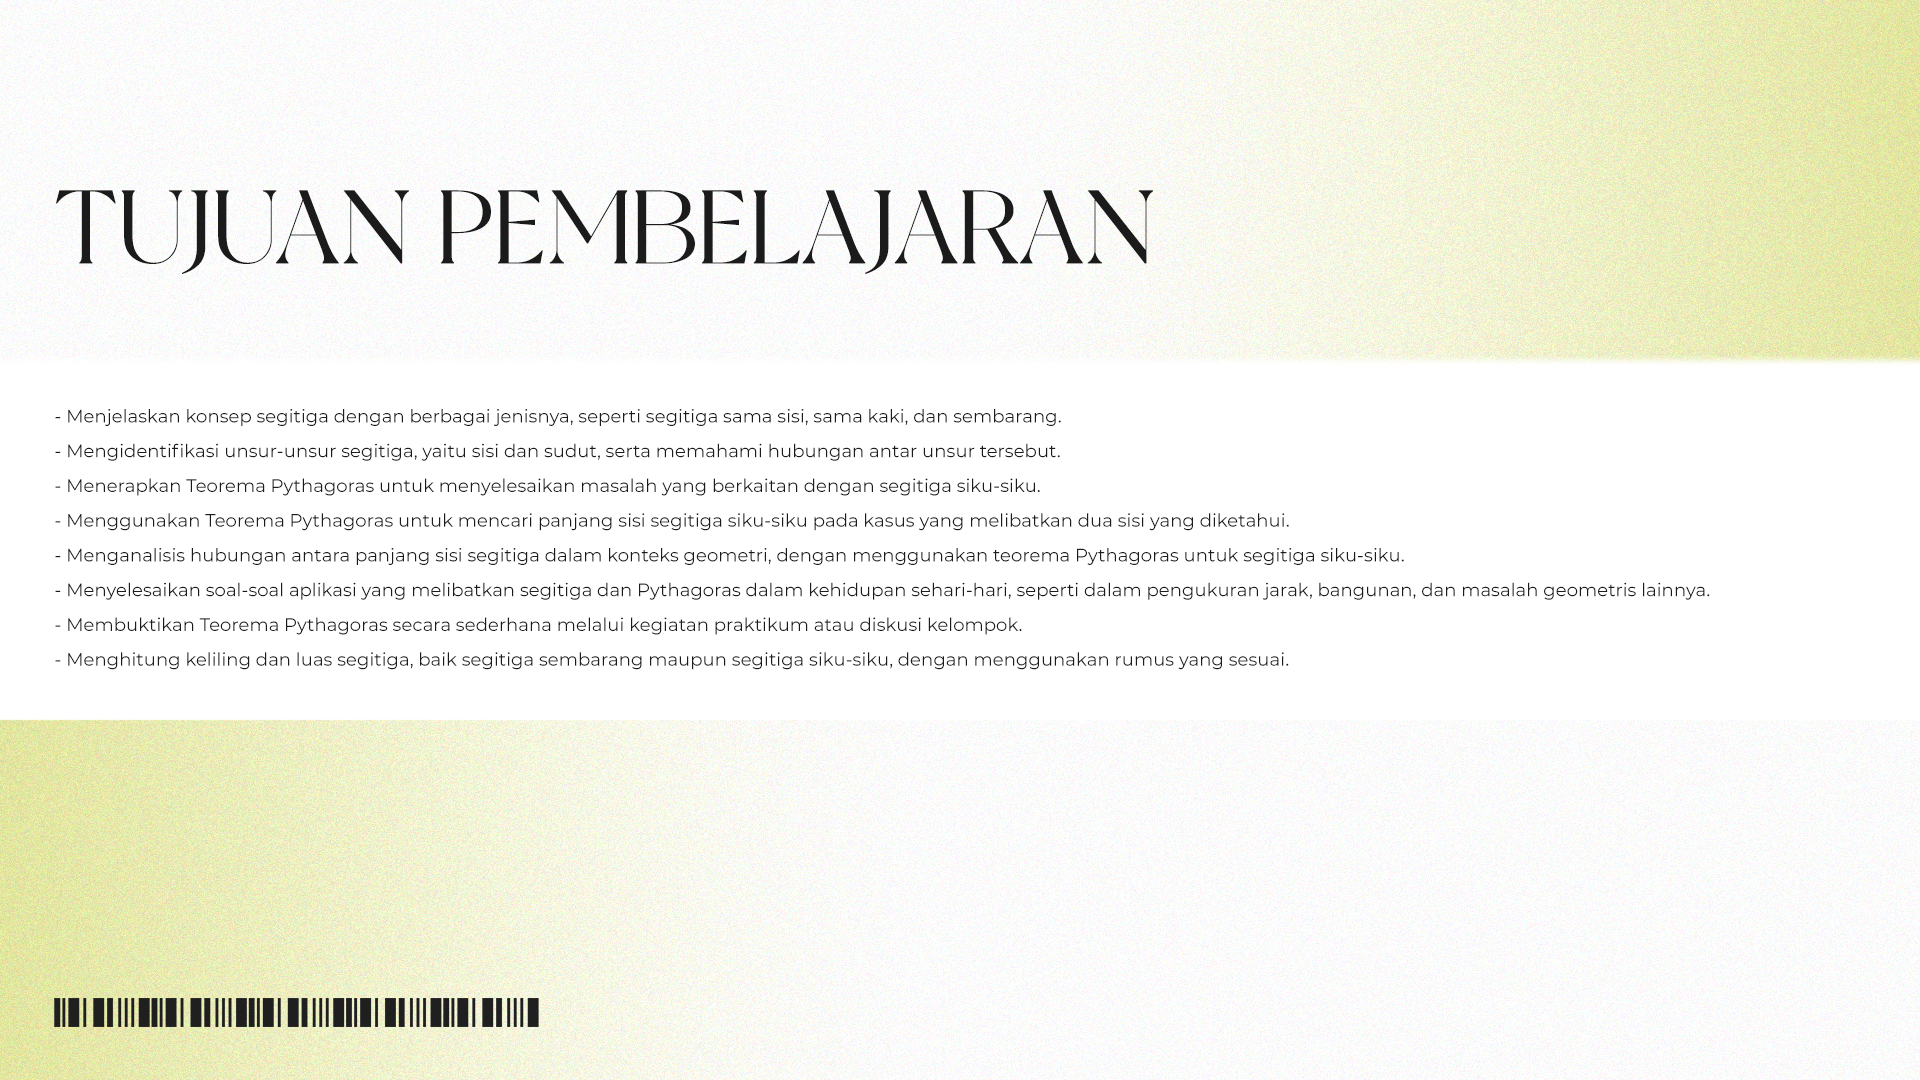 TUJUAN PEMBELAJARAN
- Menjelaskan konsep segitiga dengan berbagai jenisnya, seperti segitiga sama sisi, sama kaki, dan sembarang.
- Mengidentifikasi unsur-unsur segitiga, yaitu sisi dan sudut, serta memahami hubungan antar unsur tersebut.
- Menerapkan Teorema Pythagoras untuk menyelesaikan masalah yang berkaitan dengan segitiga siku-siku.
- Menggunakan Teorema Pythagoras untuk mencari panjang sisi segitiga siku-siku pada kasus yang melibatkan dua sisi yang diketahui.
- Menganalisis hubungan antara panjang sisi segitiga dalam konteks geometri, dengan menggunakan teorema Pythagoras untuk segitiga siku-siku.
- Menyelesaikan soal-soal aplikasi yang melibatkan segitiga dan Pythagoras dalam kehidupan sehari-hari, seperti dalam pengukuran jarak, bangunan, dan masalah geometris lainnya.
- Membuktikan Teorema Pythagoras secara sederhana melalui kegiatan praktikum atau diskusi kelompok.
- Menghitung keliling dan luas segitiga, baik segitiga sembarang maupun segitiga siku-siku, dengan menggunakan rumus yang sesuai.